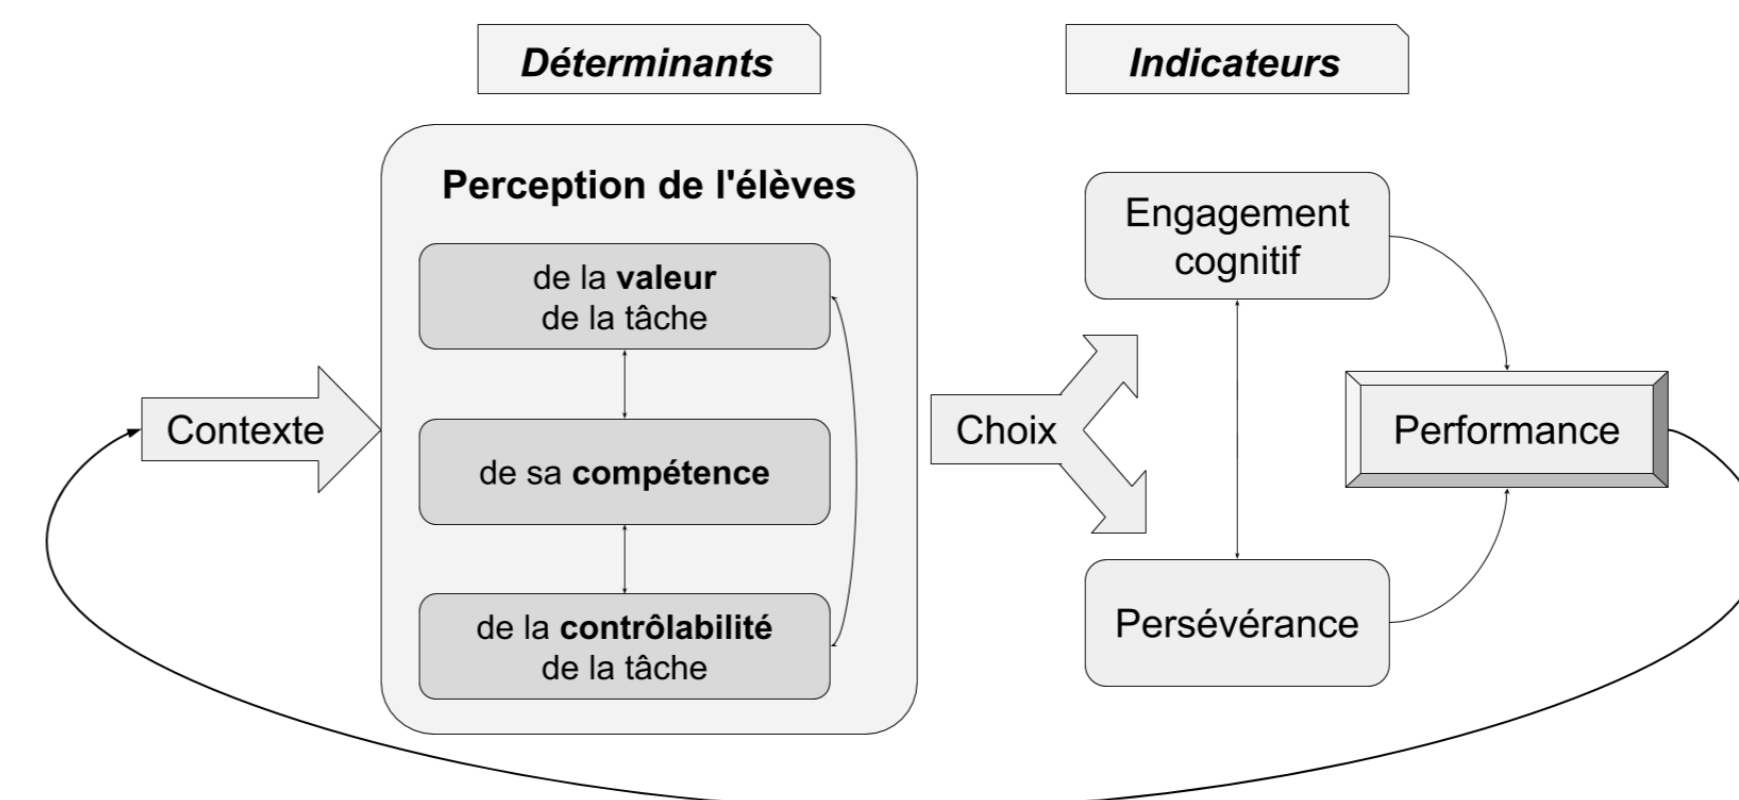 Déterminants
Indicateurs
Perception de l'élèves
de la valeur
de la tâche
de sa compétence
de la contrôlabilité
de la tâche
Contexte
Choix
Engagement
cognitif
Persévérance
Performance